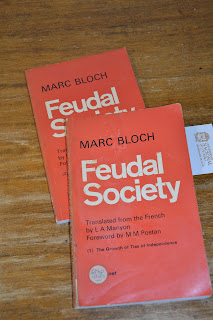 MARC BLOCH
Feudal
Society
MARC BLOCH
Feudal
Society
Translated from the French
by L A Manyon
Foreword by M M Postan
(1) The Growth of Ties of Independence